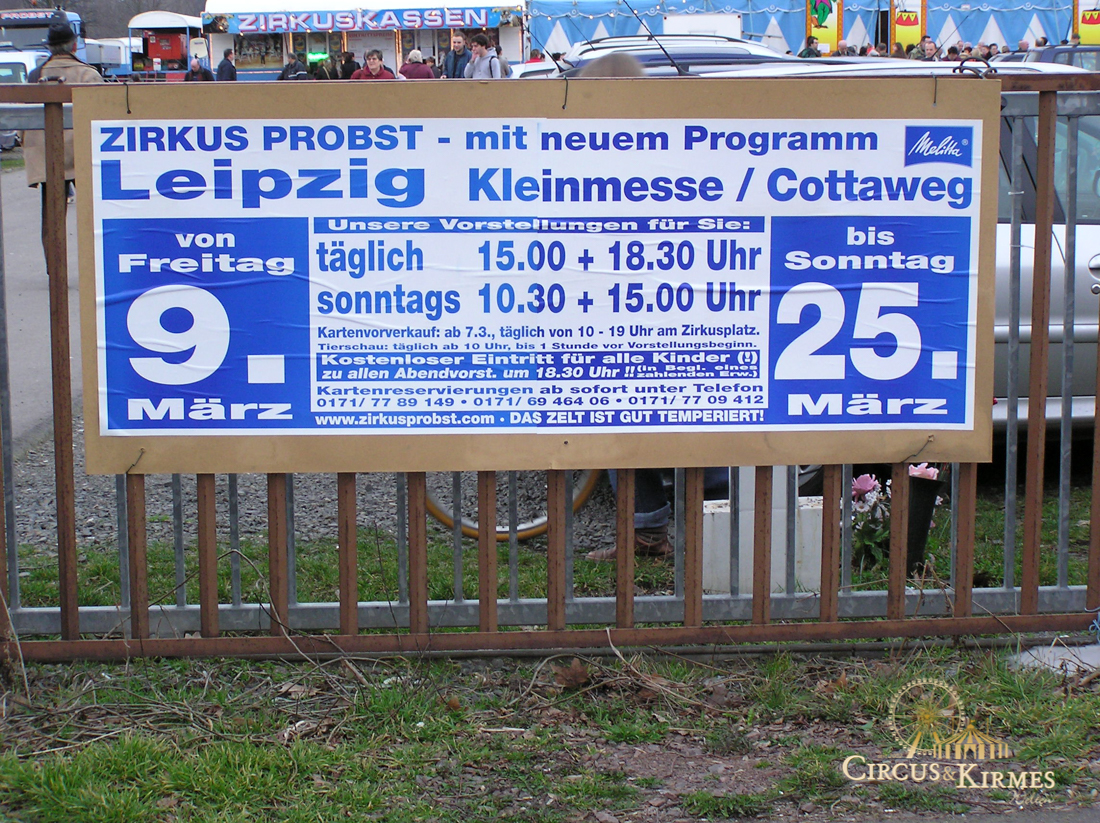 PROBST
ZIRKUSKASSEN
ZIRKUS PROBST - mit neuem Programm
Melitta®
Leipzig Kleinmesse / Cottaweg
von
Freitag
9.
März
Unsere Vorstellungen für Sie:
täglich 15.00 + 18.30 Uhr
sonntags 10.30 + 15.00 Uhr
Kartenvorverkauf: ab 7.3., täglich von 10 - 19 Uhr am Zirkusplatz.
Tierschau: täglich ab 10 Uhr, bis 1 Stunde vor Vorstellungsbeginn.
Kostenloser Eintritt für alle Kinder (!)
zu allen Abendvorst. um 18.30 Uhr !! (in Begl. eines
zahlenden Erw.)
Kartenreservierungen ab sofort unter Telefon
0171/ 77 89 149 • 0171/ 69 464 06 • 0171/ 77 09 412
www.zirkusprobst.com · DAS ZELT IST GUT TEMPERIERT!
bis
Sonntag
25.
März
CIRCUS & KIRMES